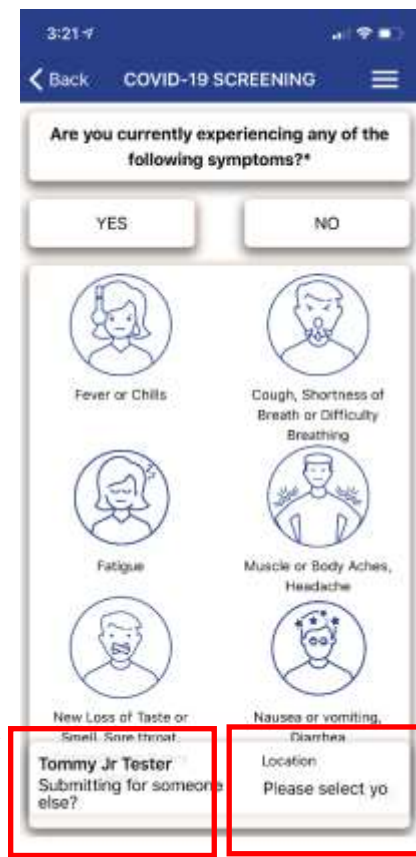 3:21
Back COVID-19 SCREENING
Are you currently experiencing any of the
following symptoms?*
YES NO
Fever or Chills
Cough, Shortness of
Breath or Difficulty
Breathing
Fatigue
Muscle or Body Aches,
Headache
New Loss of Taste or
Smell, Sore throat,
Nausea or vomiting,
Diarrhea
Tommy Jr Tester
Submitting for someone
else?
Location
Please select yo